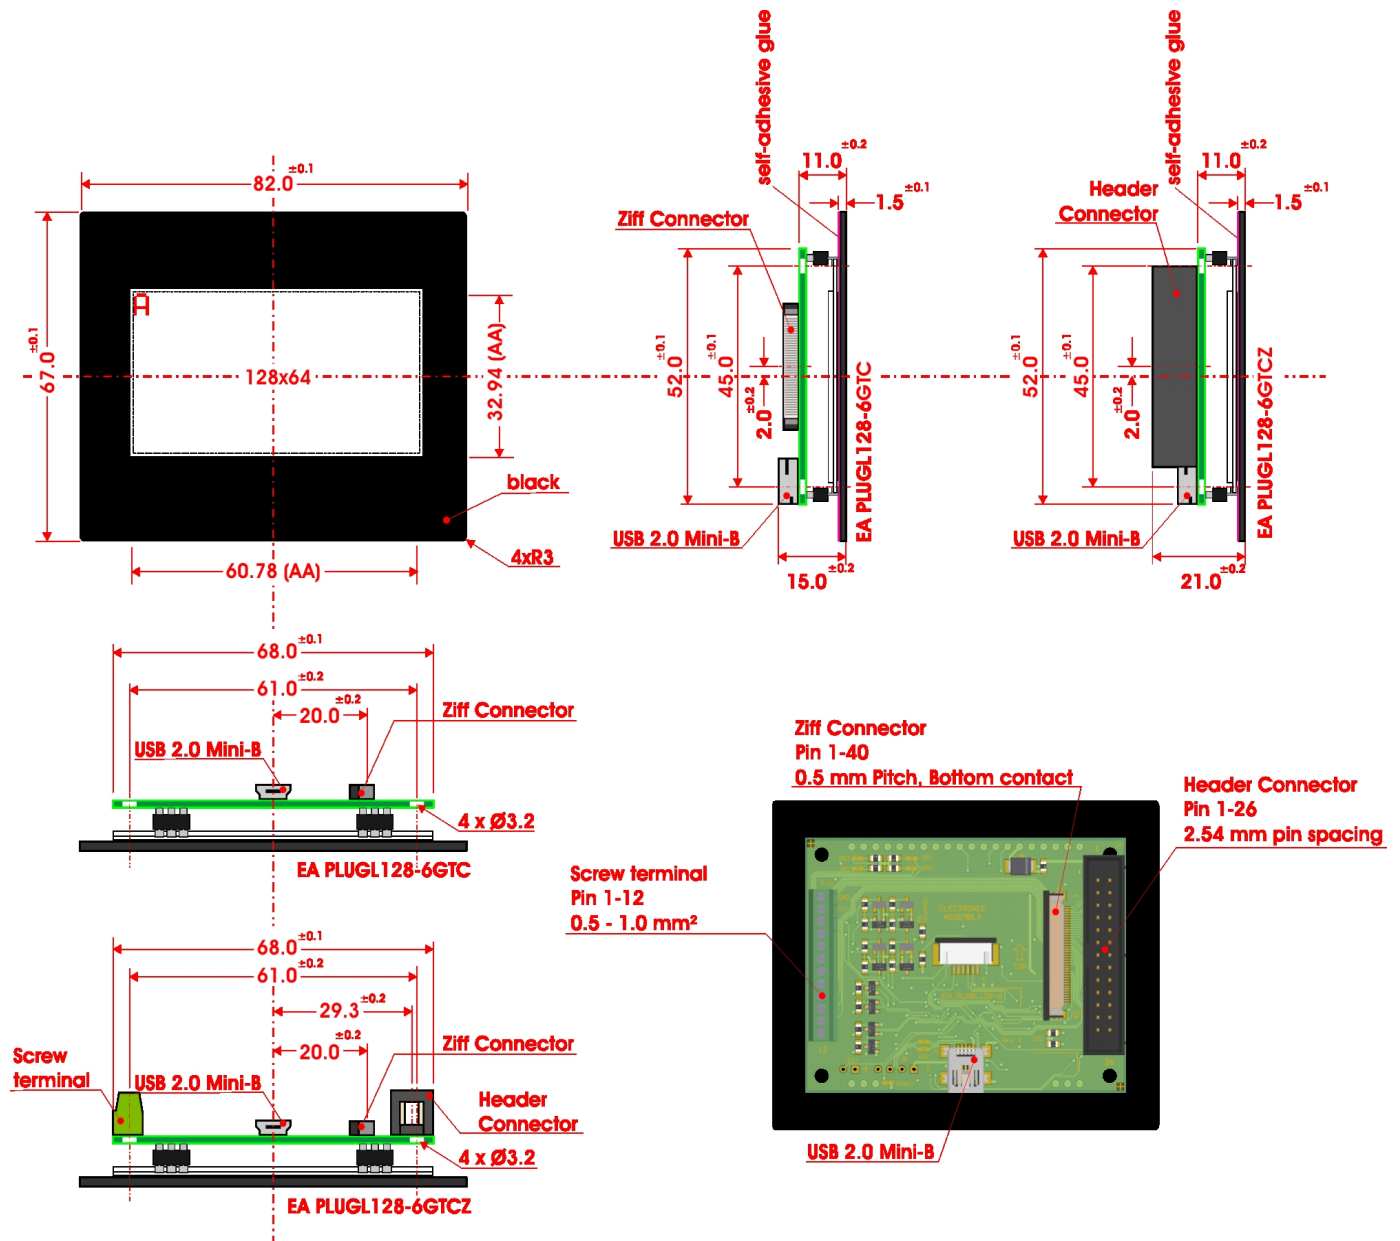 82.0 ±0.1
67.0 ±0.1
A
128x64
32.94 (AA)
black
4xR3
60.78 (AA)
self-adhesive glue
11.0 ±0.2
1.5 ±0.1
Ziff Connector
52.0 ±0.1
45.0 ±0.1
2.0 ±0.2
EA PLUGL128-6GTC
USB 2.0 Mini-B
15.0 ±0.2
self-adhesive glue
11.0 ±0.2
1.5 ±0.1
Header
Connector
52.0 ±0.1
45.0 ±0.1
2.0 ±0.2
EA PLUGL128-6GTCZ
USB 2.0 Mini-B
21.0 ±0.2
68.0 ±0.1
61.0 ±0.2
20.0 ±0.2
Ziff Connector
USB 2.0 Mini-B
4 x Ø3.2
EA PLUGL128-6GTC
68.0 ±0.1
61.0 ±0.2
29.3 ±0.2
20.0 ±0.2
Ziff Connector
Screw
terminal
USB 2.0 Mini-B
Header
Connector
4 x Ø3.2
EA PLUGL128-6GTCZ
Ziff Connector
Pin 1-40
0.5 mm Pitch, Bottom contact
Header Connector
Pin 1-26
2.54 mm pin spacing
Screw terminal
Pin 1-12
0.5 - 1.0 mm²
ELECTRONIC
ASSEMBLY
USB 2.0 Mini-B